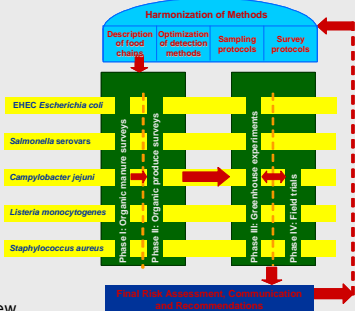 Harmonization of Methods
Description of food chains
Optimization of detection methods
Sampling protocols
Survey protocols
EHEC Escherichia coli
Salmonella serovars
Campylobacter jejuni
Listeria monocytogenes
Staphylococcus aureus
Phase I: Organic manure surveys
Phase II: Organic produce surveys
Phase III: Greenhouse experiments
Phase IV: Field trials
Final Risk Assessment, Communication
and Recommendations
ew